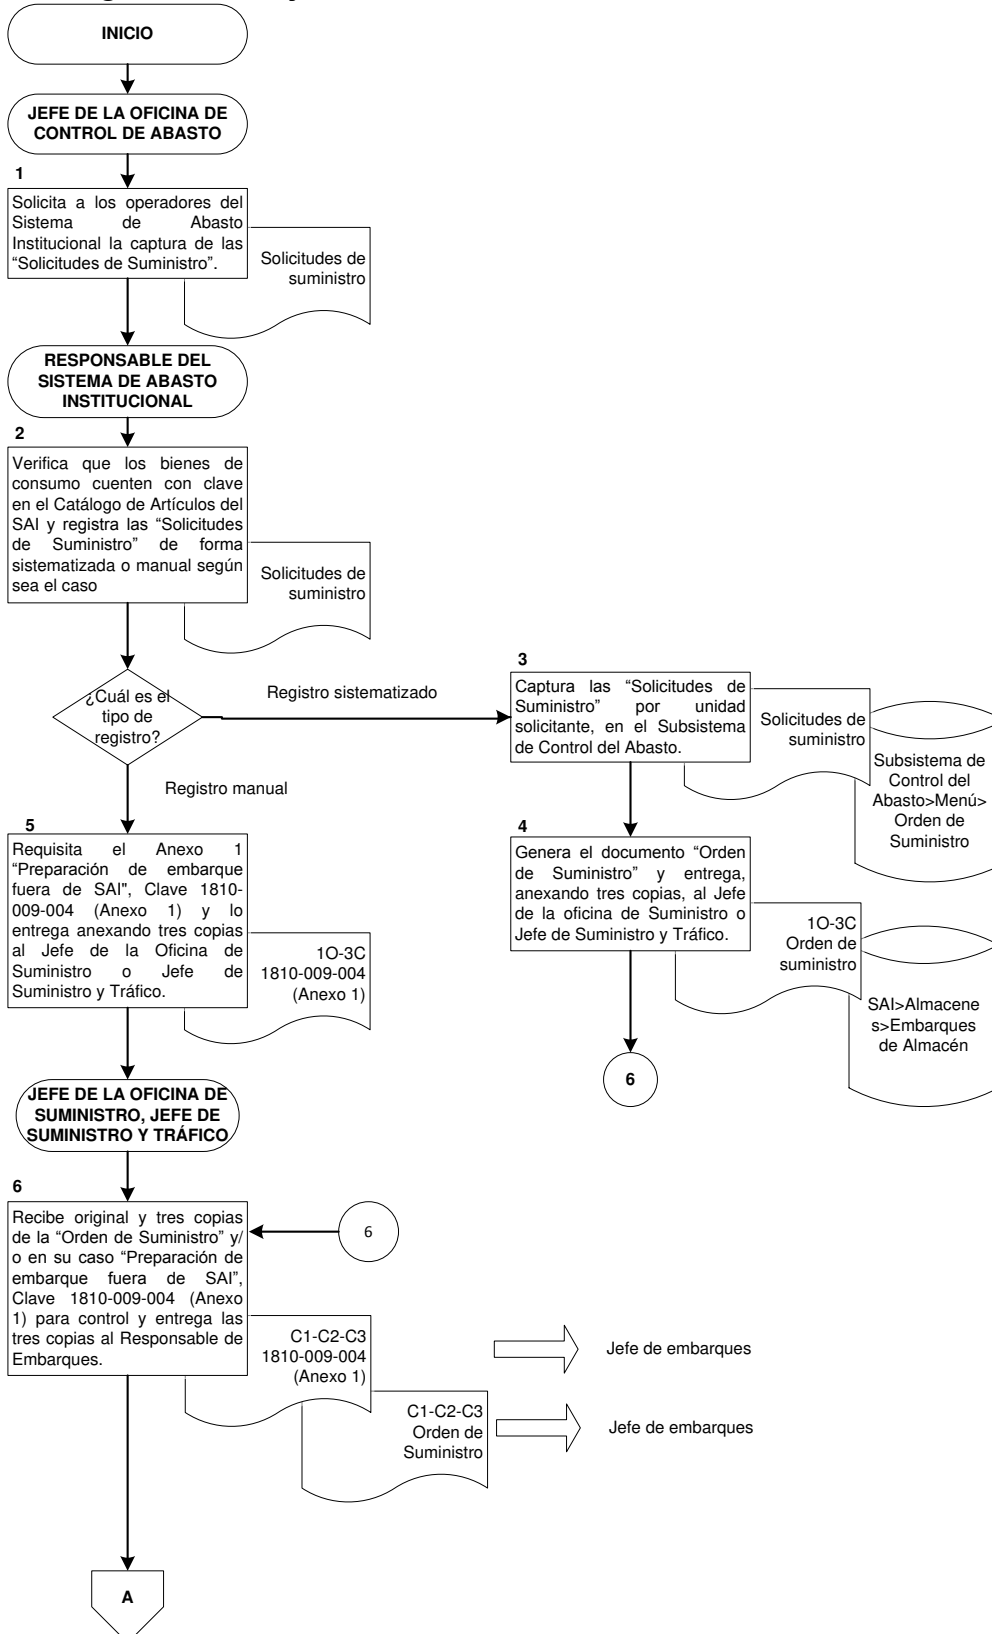 INICIO
JEFE DE LA OFICINA DE
CONTROL DE ABASTO
1
Solicita a los operadores del
Sistema de Abasto
Institucional la captura de las
“Solicitudes de Suministro”.
Solicitudes de
suministro
RESPONSABLE DEL
SISTEMA DE ABASTO
INSTITUCIONAL
2
Verifica que los bienes de
consumo cuenten con clave
en el Catálogo de Artículos del
SAI y registra las “Solicitudes
de Suministro” de forma
sistematizada o manual según
sea el caso
Solicitudes de
suministro
¿Cuál es el
tipo de
registro?
Registro sistematizado
Registro manual
3
Captura las “Solicitudes de
Suministro” por unidad
solicitante, en el Subsistema
de Control del Abasto.
Solicitudes de
suministro
Subsistema de
Control del
Abasto>Menú>
Orden de
Suministro
4
Genera el documento “Orden
de Suministro” y entrega,
anexando tres copias, al Jefe
de la oficina de Suministro o
Jefe de Suministro y Tráfico.
1O-3C
Orden de
suministro
SAI>Almacene
s>Embarques
de Almacén
6
5
Requisita el Anexo 1
“Preparación de embarque
fuera de SAI", Clave 1810-
009-004 (Anexo 1) y lo
entrega anexando tres copias
al Jefe de la Oficina de
Suministro o Jefe de
Suministro y Tráfico.
1O-3C
1810-009-004
(Anexo 1)
JEFE DE LA OFICINA DE
SUMINISTRO, JEFE DE
SUMINISTRO Y TRÁFICO
6
Recibe original y tres copias
de la “Orden de Suministro” y/
o en su caso “Preparación de
embarque fuera de SAI”,
Clave 1810-009-004 (Anexo
1) para control y entrega las
tres copias al Responsable de
Embarques.
6
C1-C2-C3
1810-009-004
(Anexo 1)
Jefe de embarques
C1-C2-C3
Orden de
Suministro
Jefe de embarques
A